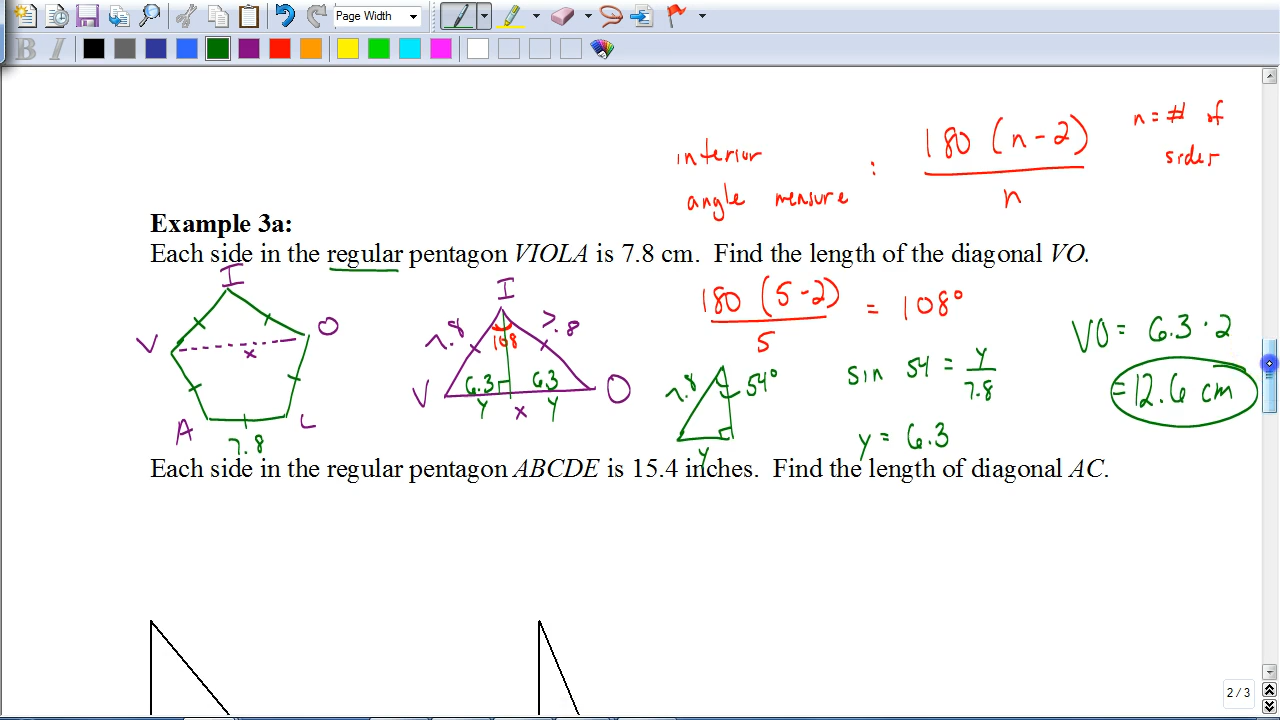 Page Width
B I
interior
angle measure : 180 (n-2) / n
n = # of
sides
Example 3a:
Each side in the regular pentagon VIOLA is 7.8 cm. Find the length of the diagonal VO.
I
V
O
x
A
L
7.8
I
7.8
7.8
108
6.3
6.3
V
O
y
x
y
180 (5-2) / 5 = 108°
7.8
54°
y
sin 54 = y / 7.8
y = 6.3
VO = 6.3 · 2
= 12.6 cm
Each side in the regular pentagon ABCDE is 15.4 inches. Find the length of diagonal AC.
2/3